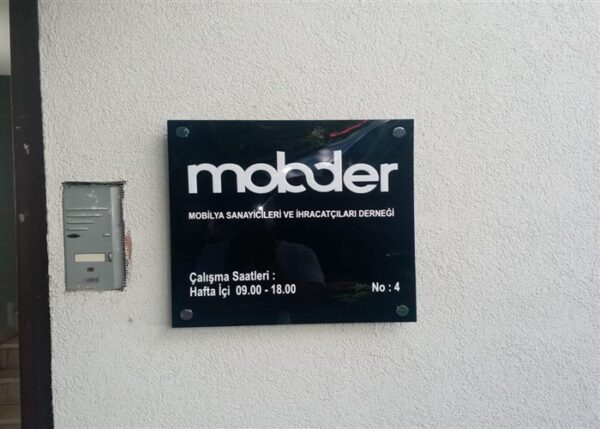 mobder
MOBİLYA SANAYİCİLERİ VE İHRACATÇILARI DERNEĞİ
Çalışma Saatleri :
Hafta İçi 09.00 - 18.00 No : 4